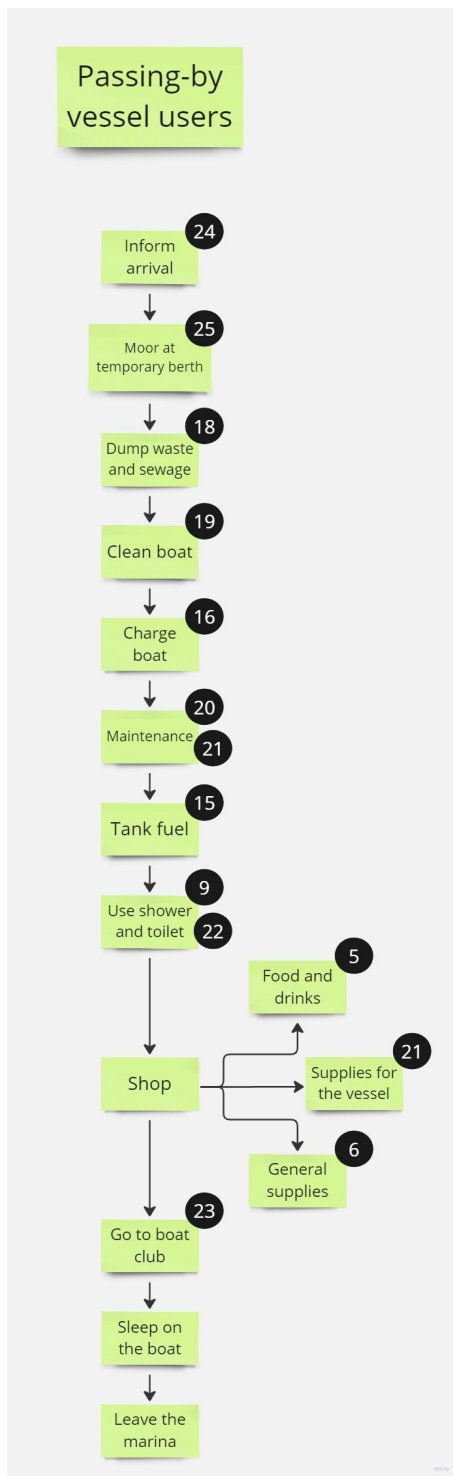 Passing-by
vessel users
24
Inform
arrival
25
Moor at
temporary berth
18
Dump waste
and sewage
19
Clean boat
16
Charge
boat
20
Maintenance
21
15
Tank fuel
9
Use shower
and toilet
22
5
Food and
drinks
21
Shop
Supplies for
the vessel
6
General
supplies
23
Go to boat
club
Sleep on
the boat
Leave the
marina
miro